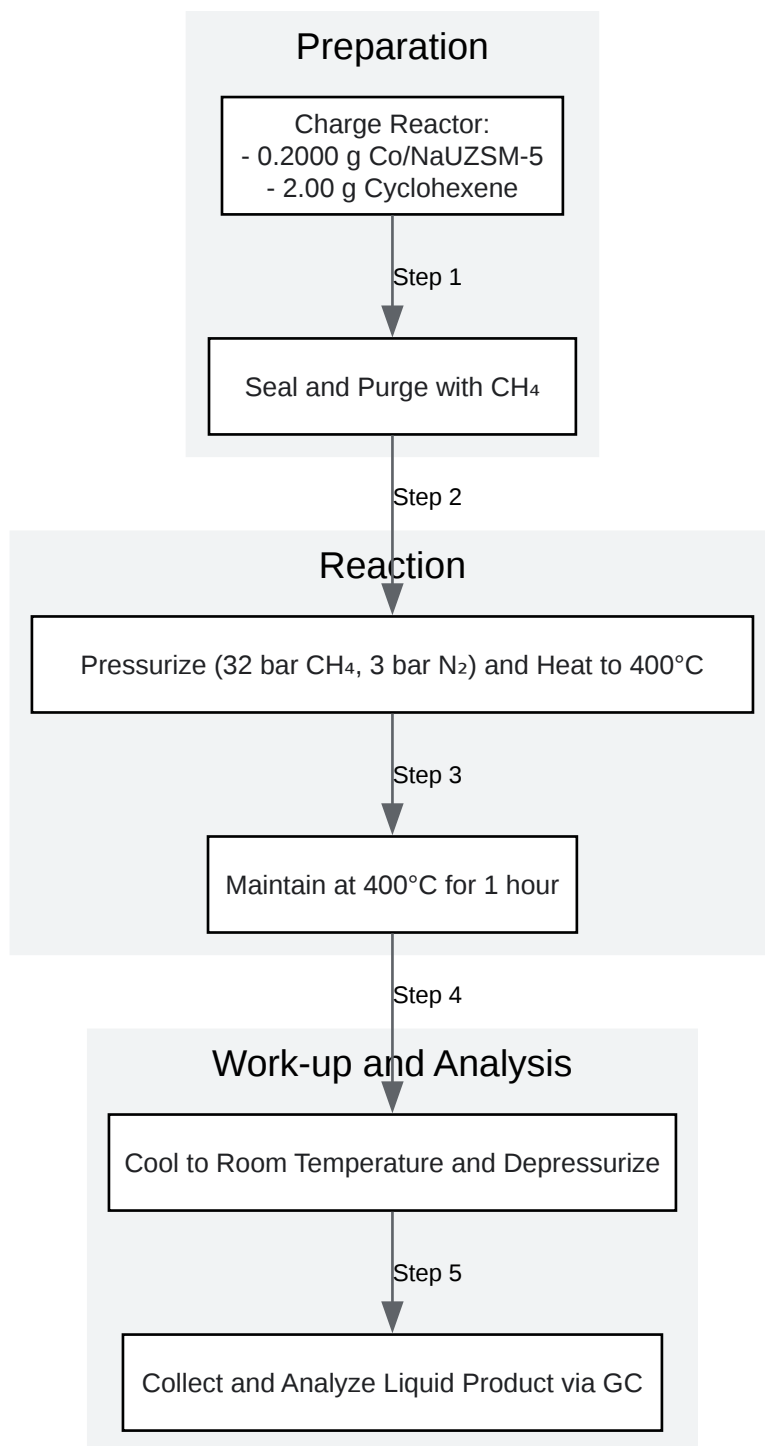 Preparation
Charge Reactor:
- 0.2000 g Co/NaUZSM-5
- 2.00 g Cyclohexene
Step 1
Seal and Purge with CH₄
Step 2
Reaction
Pressurize (32 bar CH₄, 3 bar N₂) and Heat to 400°C
Step 3
Maintain at 400°C for 1 hour
Step 4
Work-up and Analysis
Cool to Room Temperature and Depressurize
Step 5
Collect and Analyze Liquid Product via GC